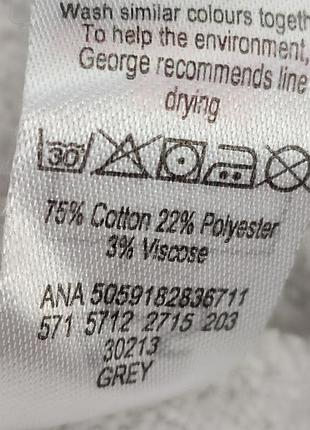 Wash similar colours togeth
To help the environment,
George recommends line
drying
30
75% Cotton 22% Polyester
3% Viscose
ANA 5059182836711
571 5712 2715 203
30213
GREY